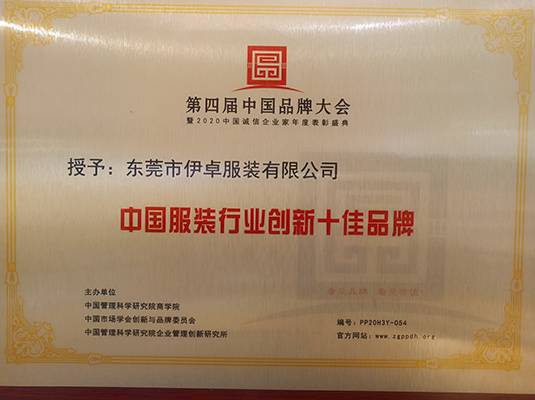 第四届中国品牌大会
暨2020中国诚信企业家年度表彰盛典
授予：东莞市伊卓服装有限公司
中国服装行业创新十佳品牌
主办单位
中国管理科学研究院商学院
中国市场学会创新与品牌委员会
中国管理科学研究院企业管理创新研究所
编号：PP20H3Y-054
官方网站：www.zgppdh.org